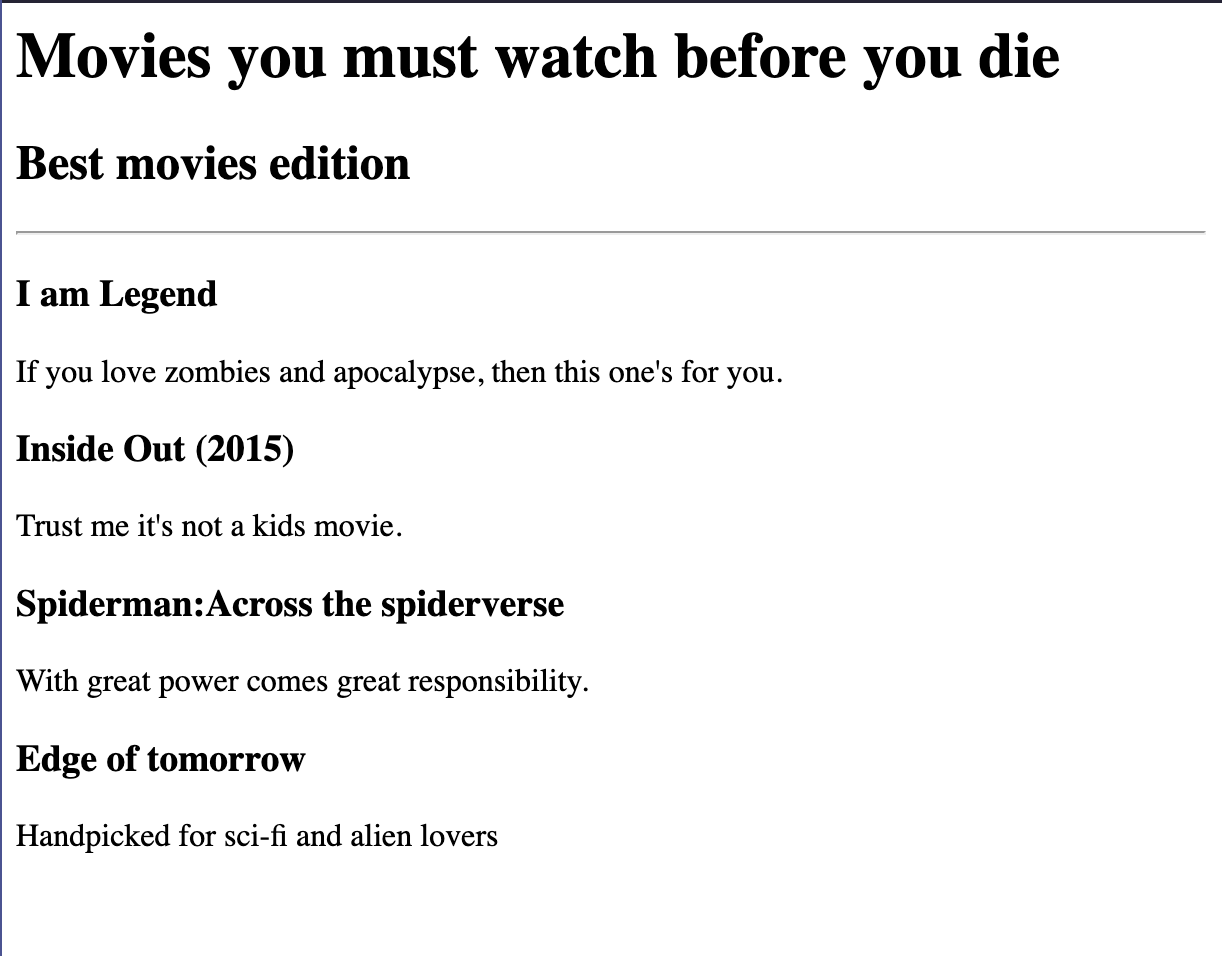 Movies you must watch before you die
Best movies edition
I am Legend
If you love zombies and apocalypse, then this one's for you.
Inside Out (2015)
Trust me it's not a kids movie.
Spiderman:Across the spiderverse
With great power comes great responsibility.
Edge of tomorrow
Handpicked for sci-fi and alien lovers